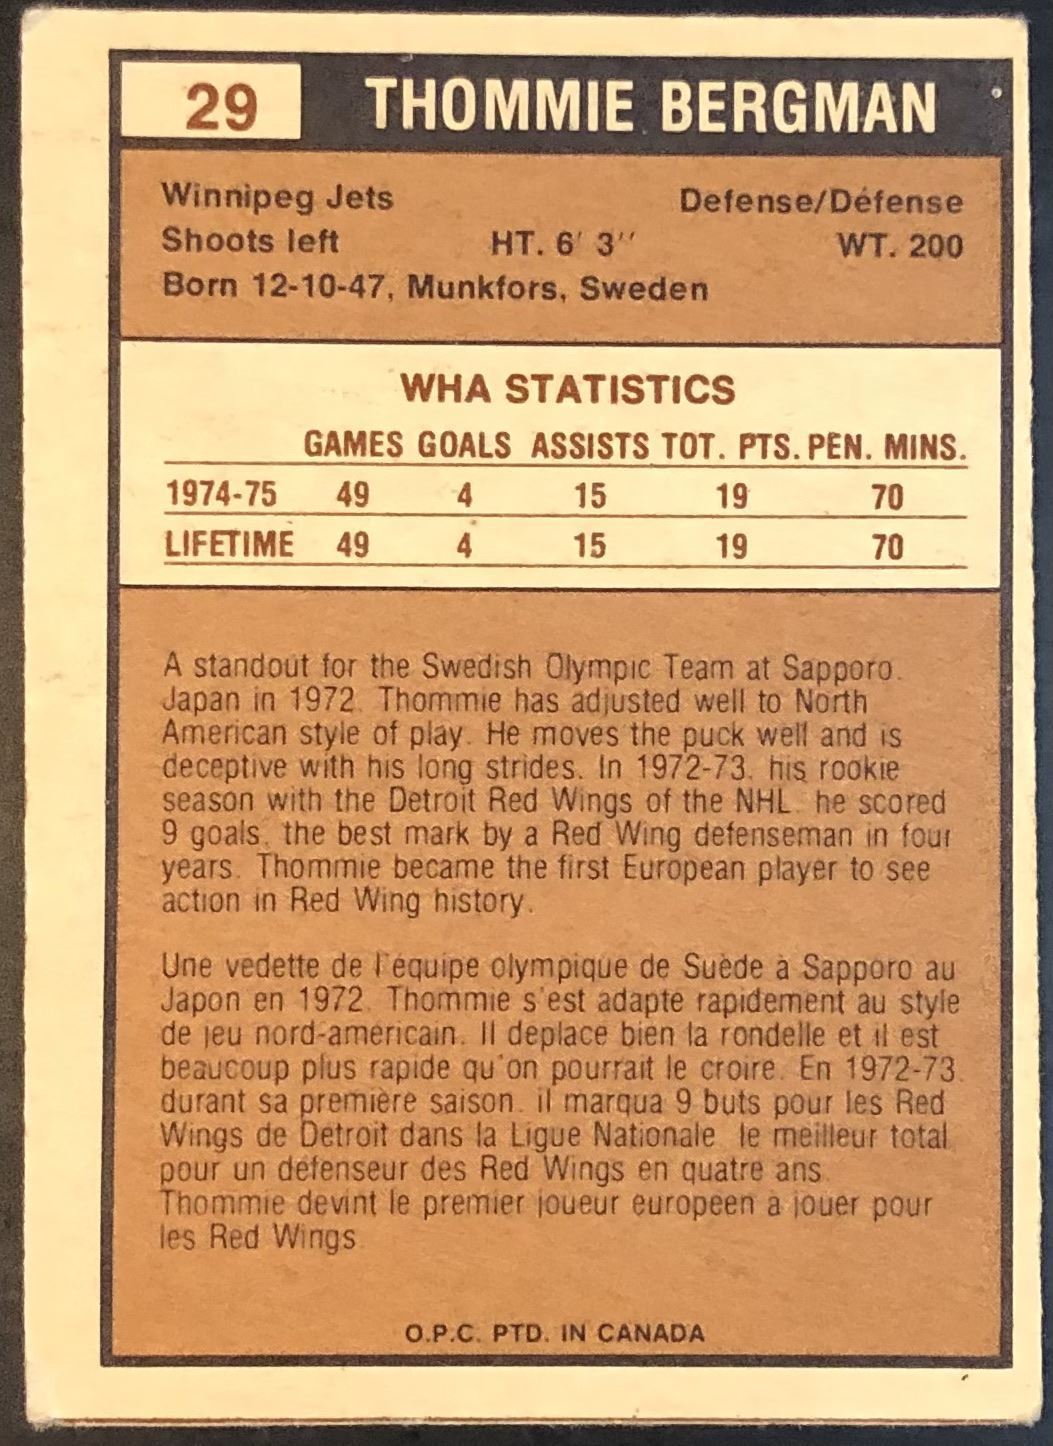 29 THOMMIE BERGMAN
Winnipeg Jets Defense/Défense
Shoots left HT. 6' 3'' WT. 200
Born 12-10-47, Munkfors, Sweden
WHA STATISTICS
GAMES GOALS ASSISTS TOT. PTS. PEN. MINS.
1974-75 49 4 15 19 70
LIFETIME 49 4 15 19 70
A standout for the Swedish Olympic Team at Sapporo,
Japan in 1972, Thommie has adjusted well to North
American style of play. He moves the puck well and is
deceptive with his long strides. In 1972-73, his rookie
season with the Detroit Red Wings of the NHL, he scored
9 goals, the best mark by a Red Wing defenseman in four
years. Thommie became the first European player to see
action in Red Wing history.
Une vedette de l'équipe olympique de Suède à Sapporo au
Japon en 1972, Thommie s'est adapté rapidement au style
de jeu nord-américain. Il déplace bien la rondelle et il est
beaucoup plus rapide qu'on pourrait le croire. En 1972-73,
durant sa première saison, il marqua 9 buts pour les Red
Wings de Detroit dans la Ligue Nationale, le meilleur total
pour un défenseur des Red Wings en quatre ans.
Thommie devint le premier joueur européen à jouer pour
les Red Wings.
O.P.C. PTD. IN CANADA